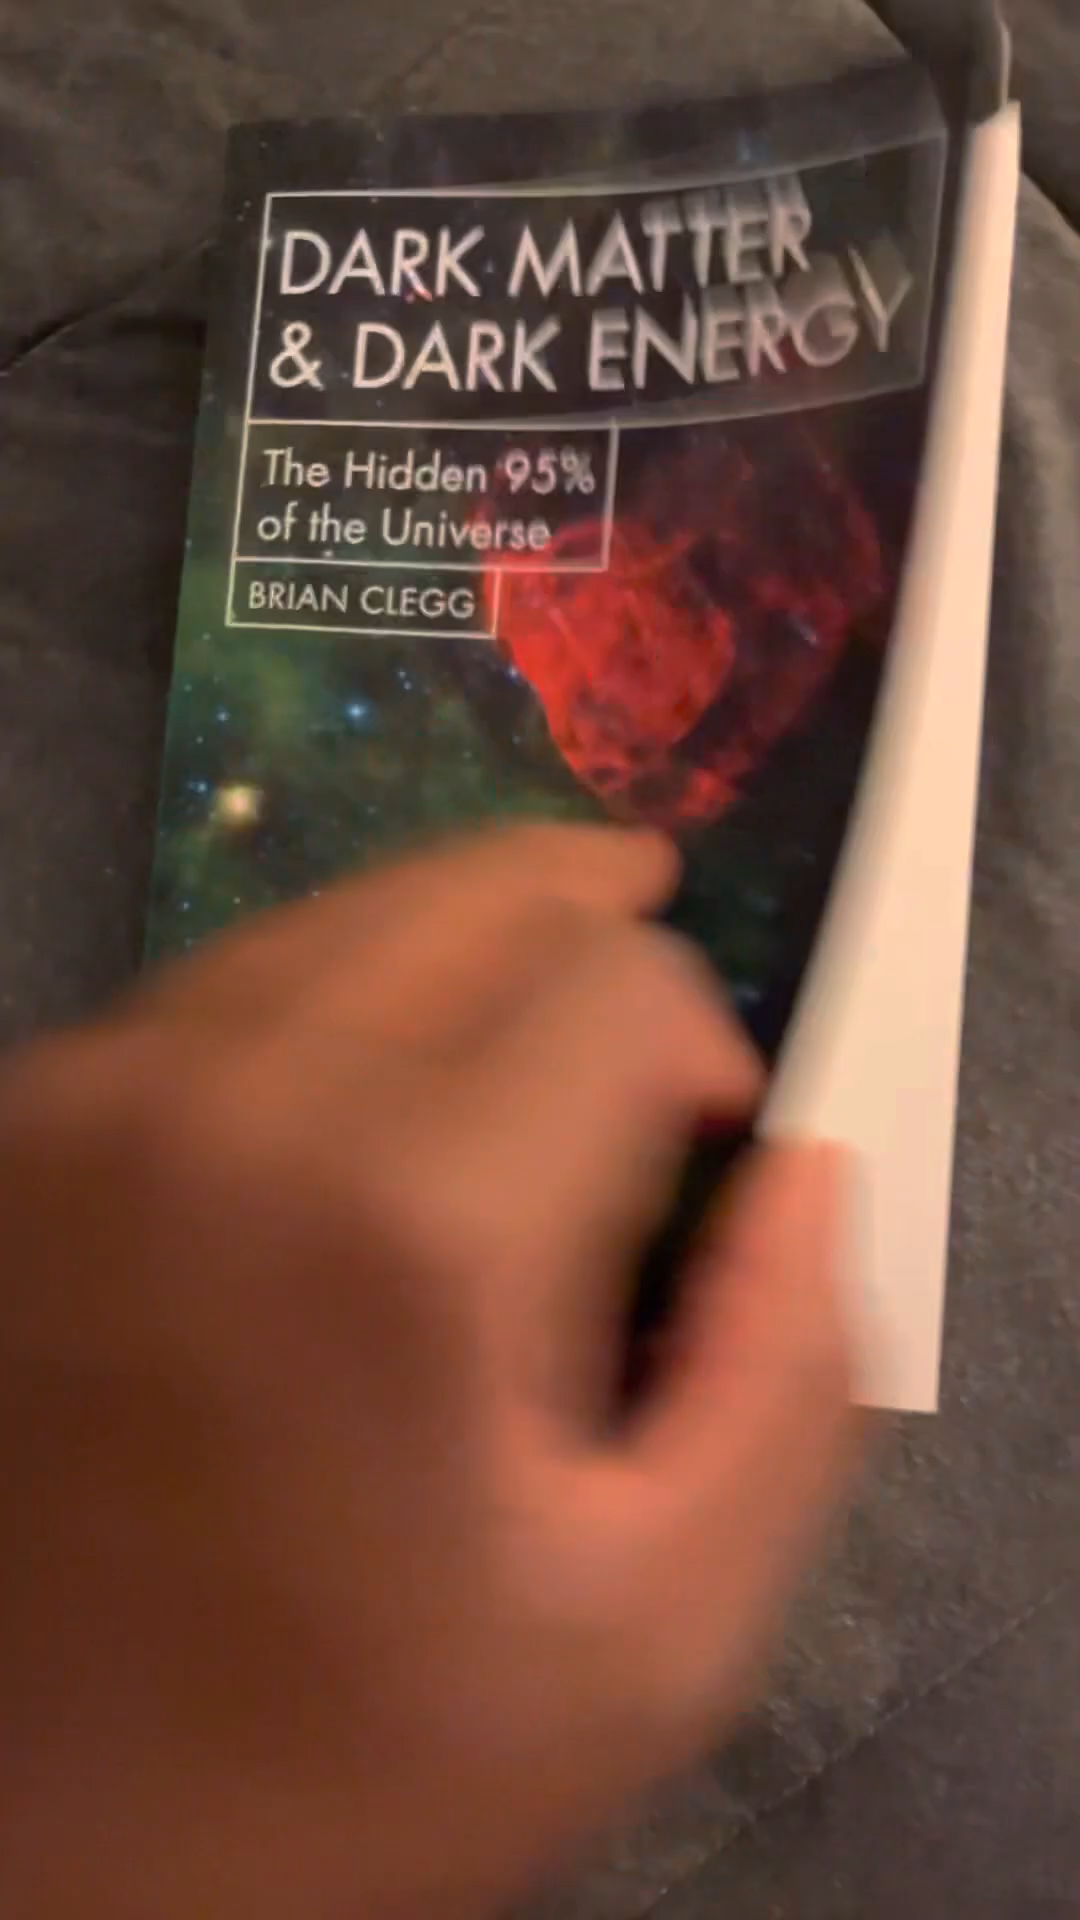 DARK MATTER
& DARK ENERGY
The Hidden 95%
of the Universe
BRIAN CLEGG